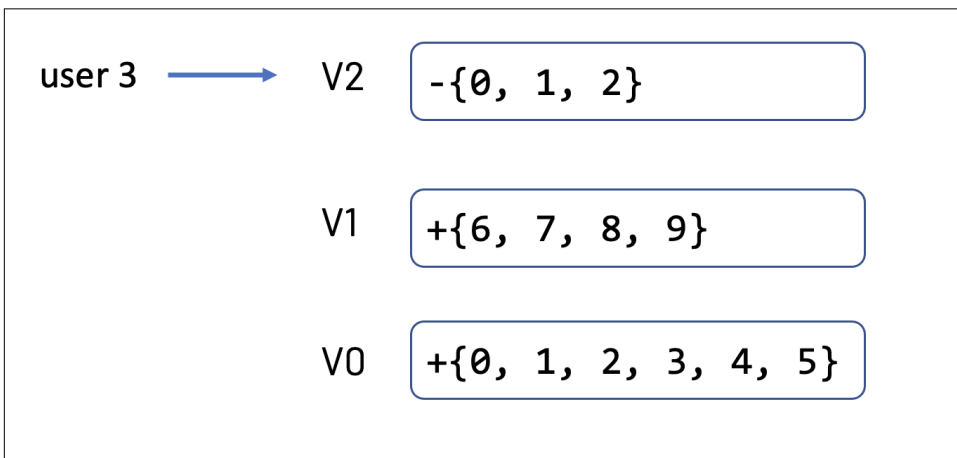 user 3 V2 -{0, 1, 2}
V1 +{6, 7, 8, 9}
V0 +{0, 1, 2, 3, 4, 5}